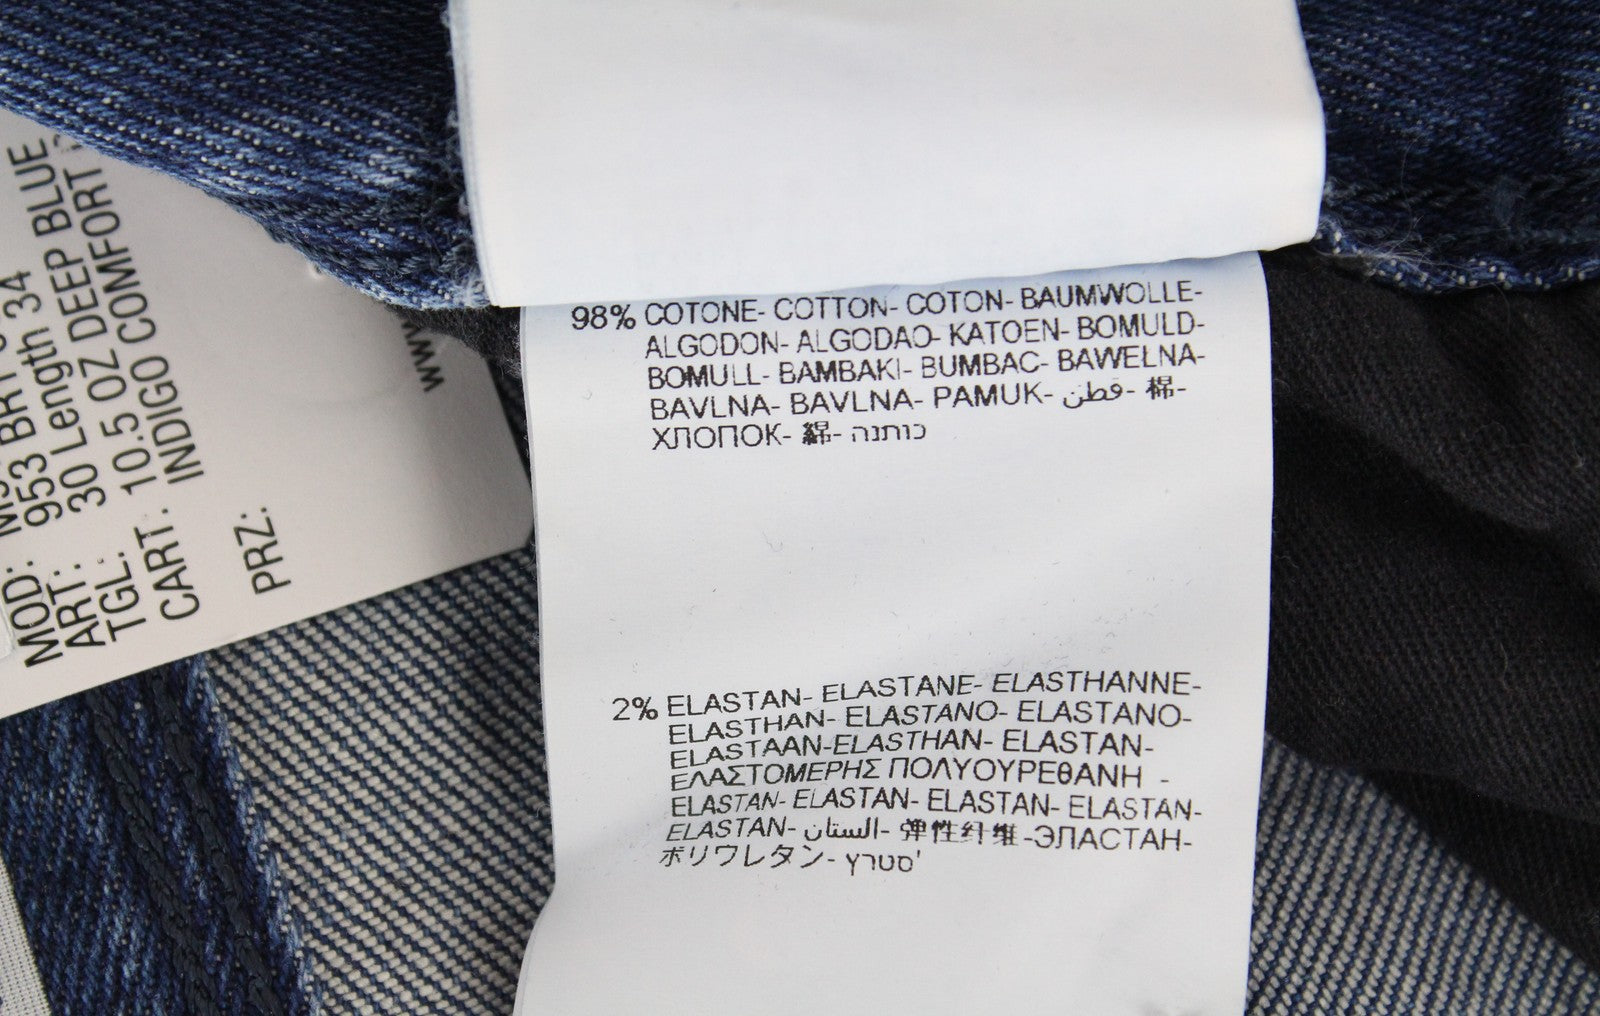 98% COTONE- COTTON- COTON- BAUMWOLLE-
ALGODON- ALGODAO- KATOEN- BOMULD-
BOMULL- BAMBAKI- BUMBAC- BAWEŁNA-
BAVLNA- BAVLNA- PAMUK- قطن- 棉-
ХЛОПОК- 綿- כותנה
2% ELASTAN- ELASTANE- ELASTHANNE-
ELASTHAN- ELASTANO- ELASTANO-
ELASTAAN-ELASTHAN- ELASTAN-
ΕΛΑΣΤΟΜΕΡΗΣ ΠΟΛΥΟΥΡΕΘΑΝΗ -
ELASTAN- ELASTAN- ELASTAN- ELASTAN-
ELASTAN- الستان- 弹性纤维-ЭЛАСТАН-
ポリウレタン- סטרץ'
MOD:
ART: 953
TGL: 30 Length 34
CART: 10.5 OZ DEEP BLUE
INDIGO COMFORT
PRZ:
WW